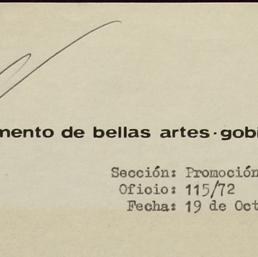 mento de bellas artes·gobi
Sección: Promoción
Oficio: 115/72
Fecha: 19 de Oct